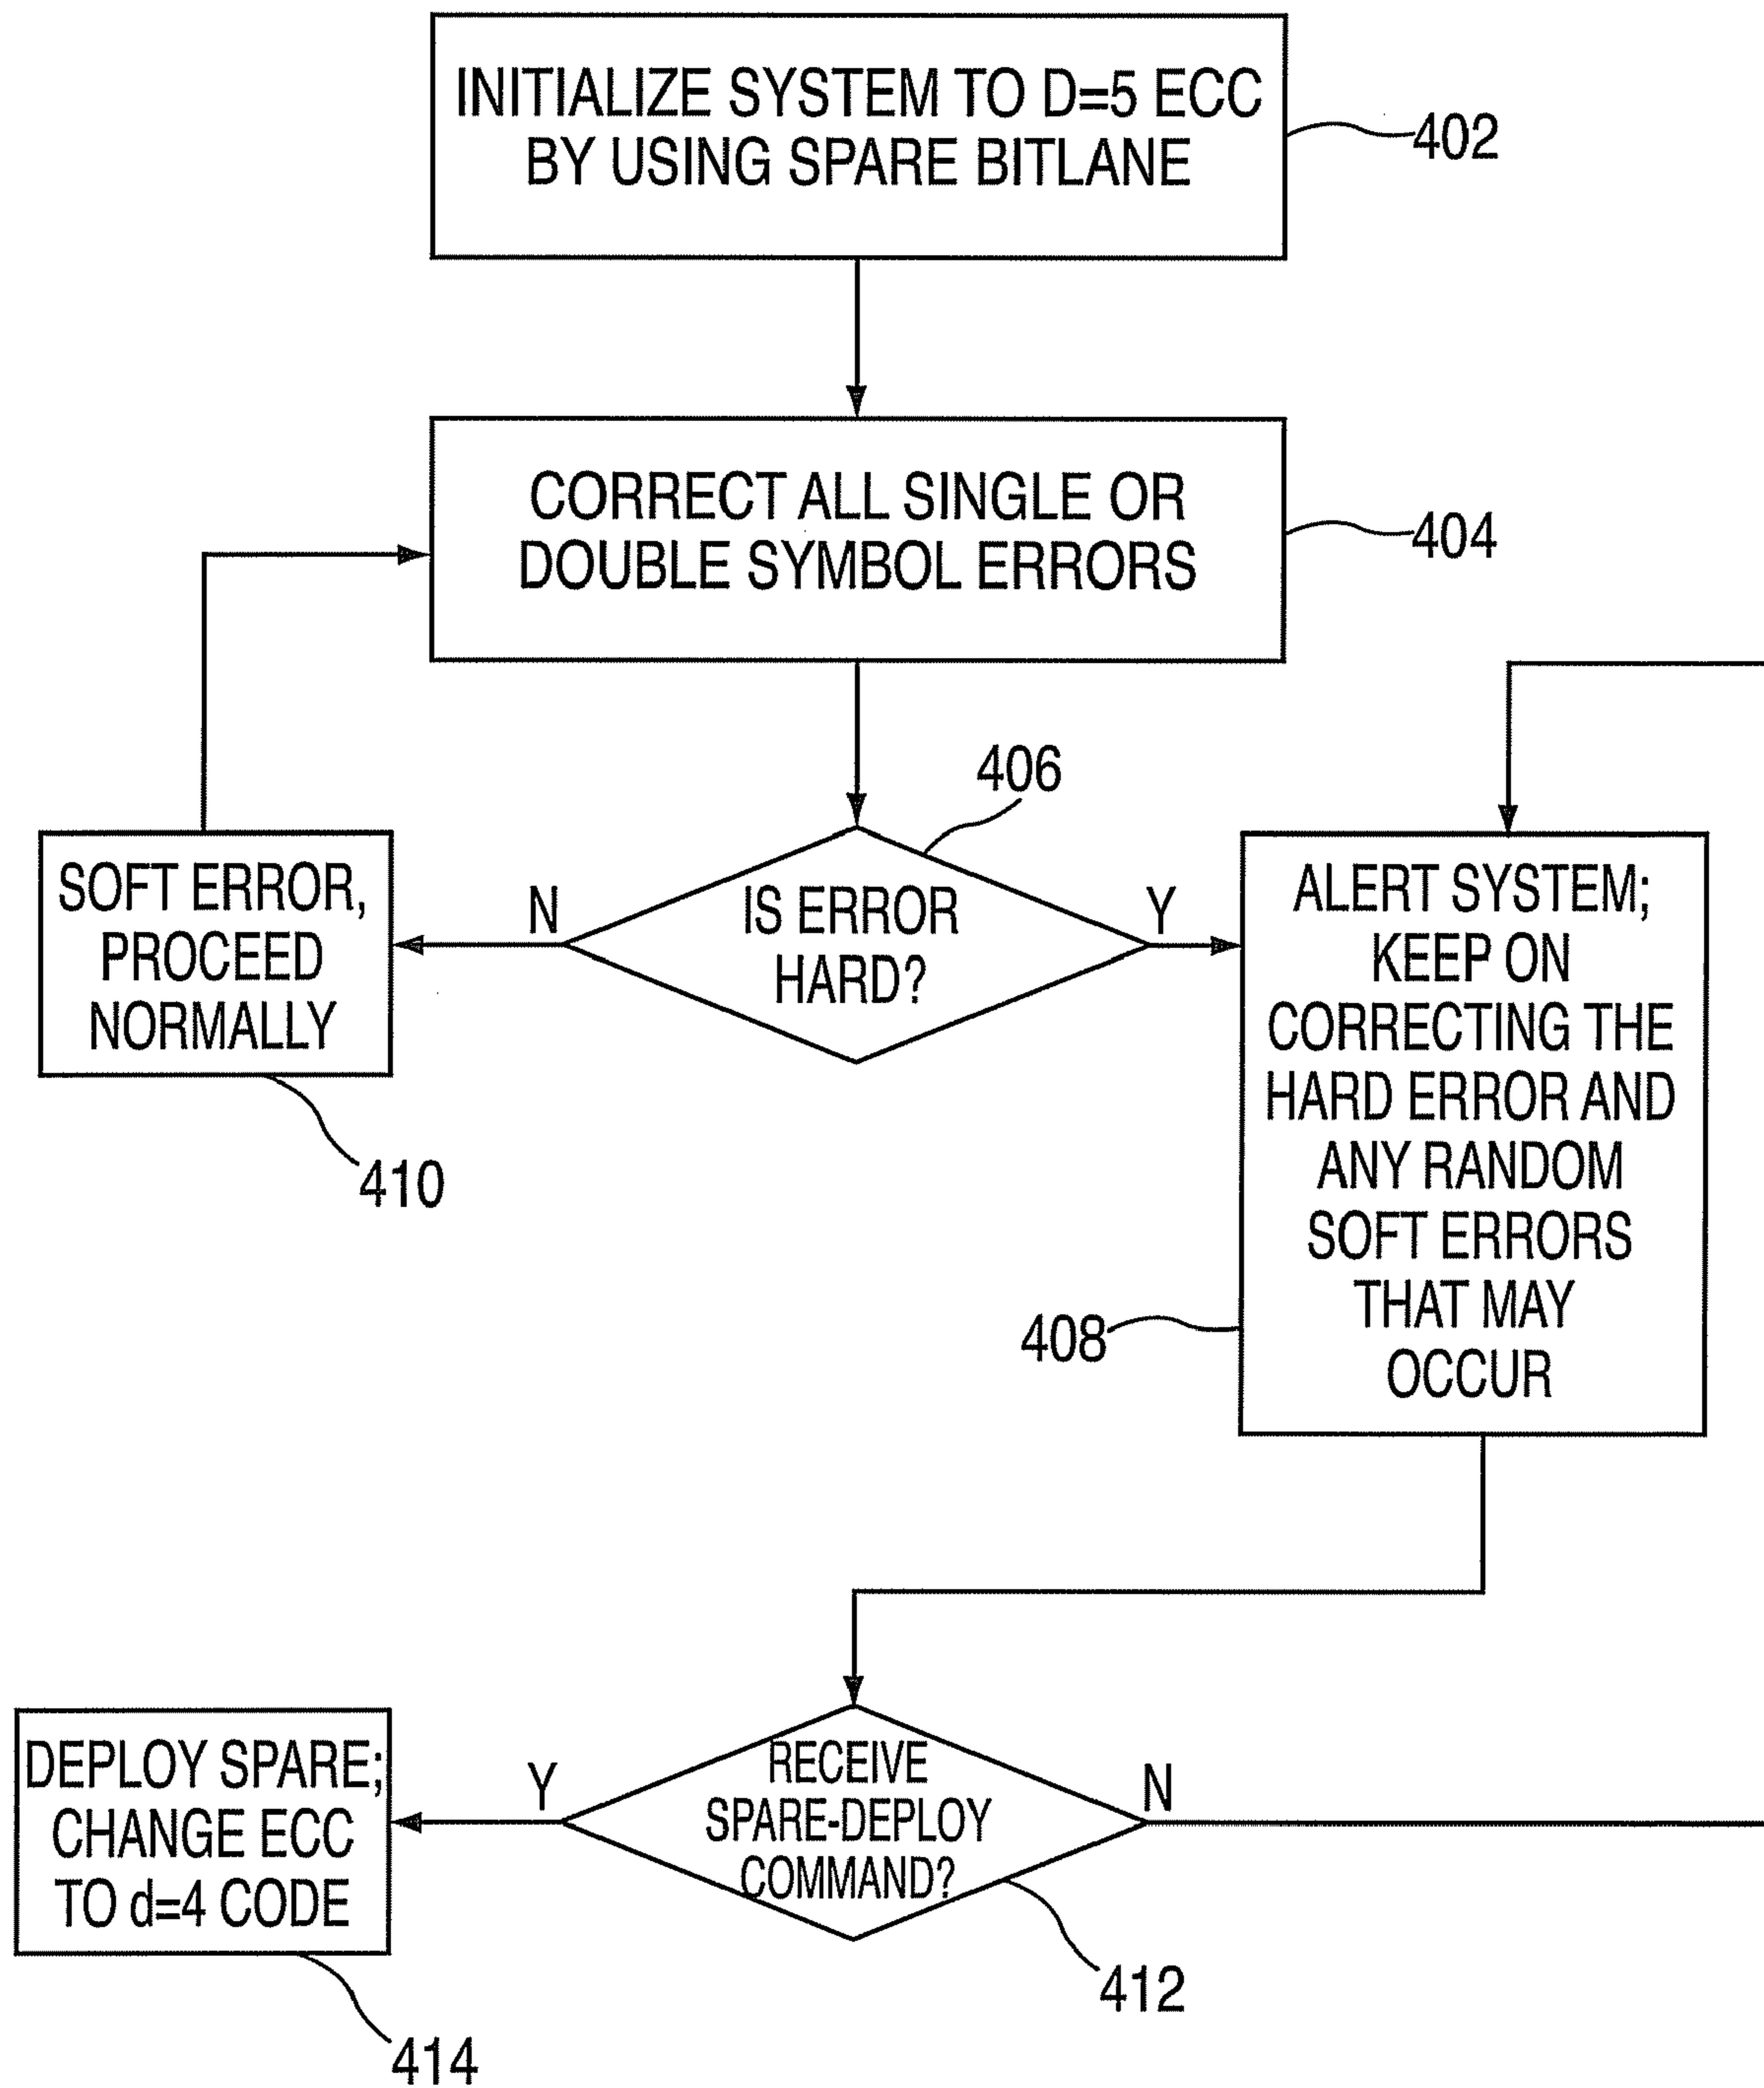 INITIALIZE SYSTEM TO D=5 ECC
BY USING SPARE BITLANE
402
CORRECT ALL SINGLE OR
DOUBLE SYMBOL ERRORS
404
406
IS ERROR
HARD?
N
Y
SOFT ERROR,
PROCEED
NORMALLY
410
ALERT SYSTEM;
KEEP ON
CORRECTING THE
HARD ERROR AND
ANY RANDOM
SOFT ERRORS
THAT MAY
OCCUR
408
RECEIVE
SPARE-DEPLOY
COMMAND?
Y
N
412
DEPLOY SPARE;
CHANGE ECC
TO d=4 CODE
414